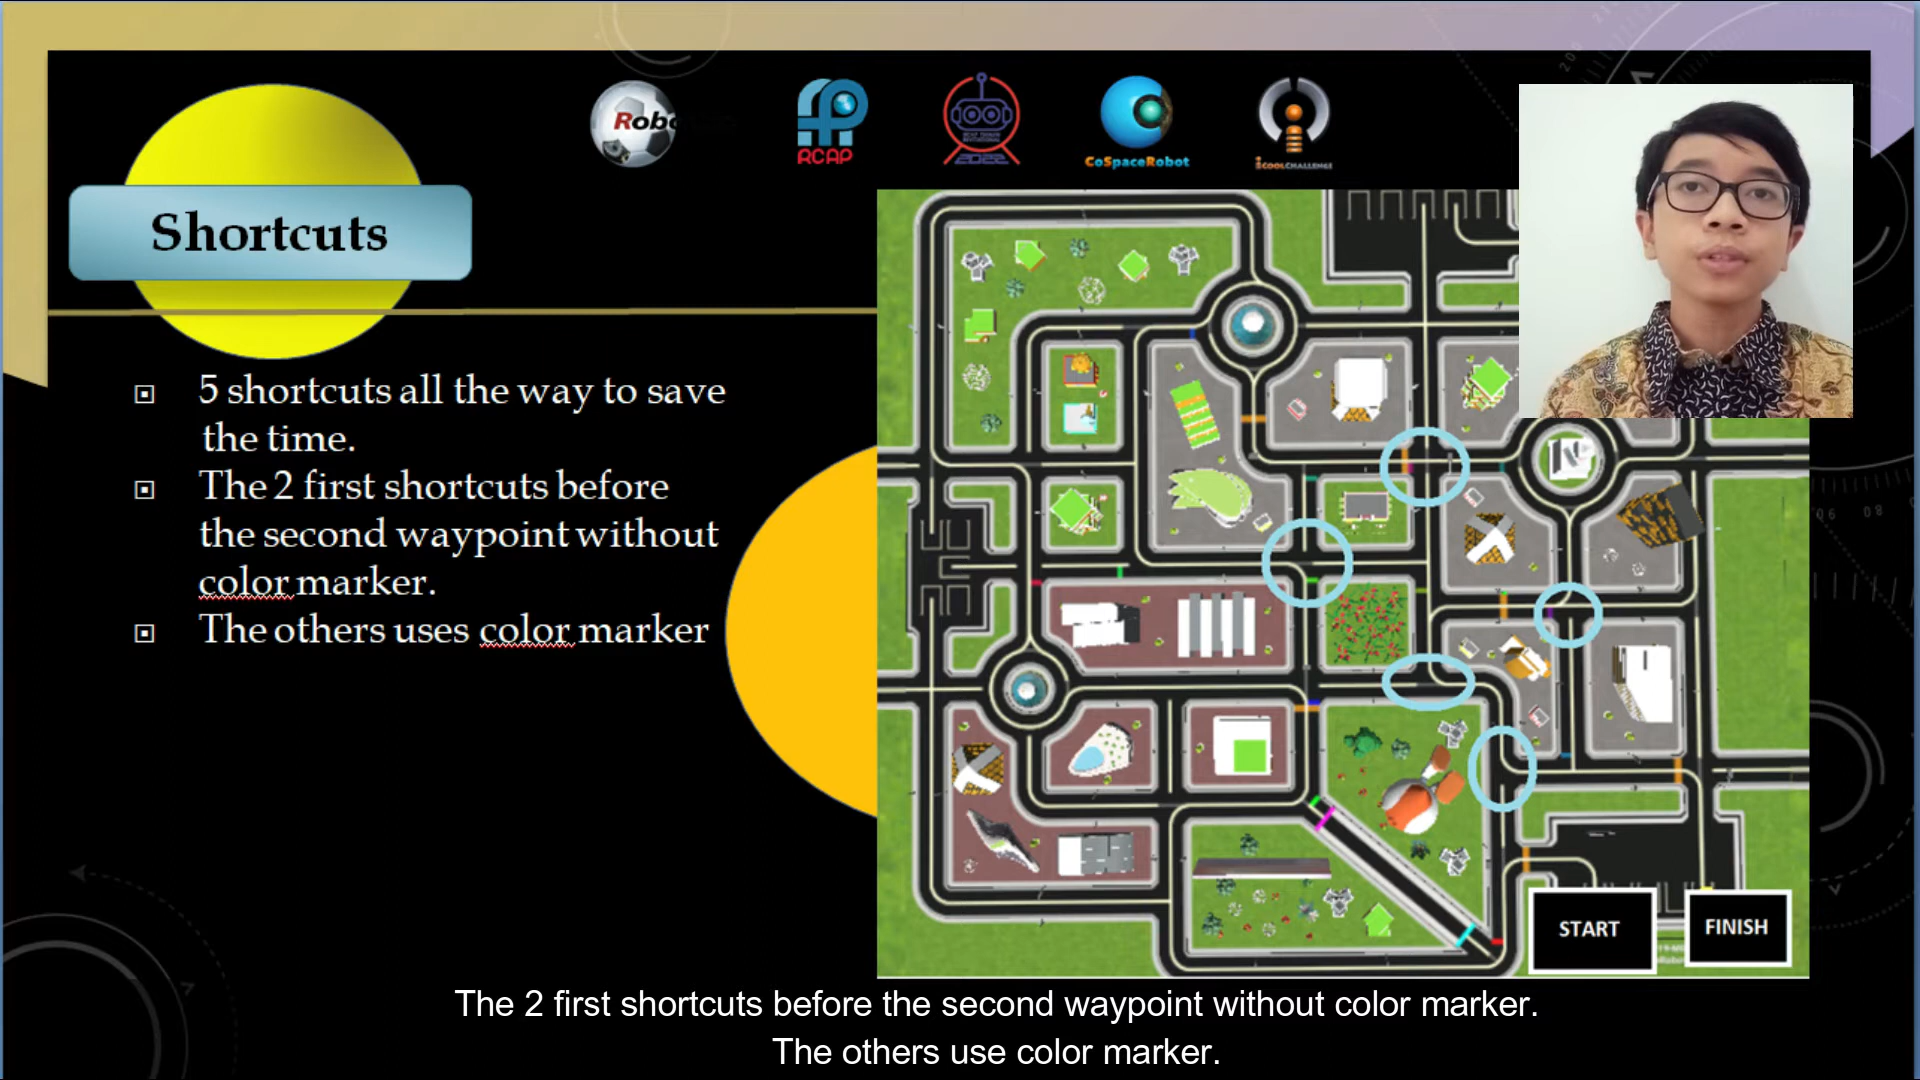 RCAP
2022
CoSpaceRobot
iCOOLCHALLENGE
Shortcuts
5 shortcuts all the way to save
the time.
The 2 first shortcuts before
the second waypoint without
color marker.
The others uses color marker
START
FINISH
The 2 first shortcuts before the second waypoint without color marker.
The others use color marker.